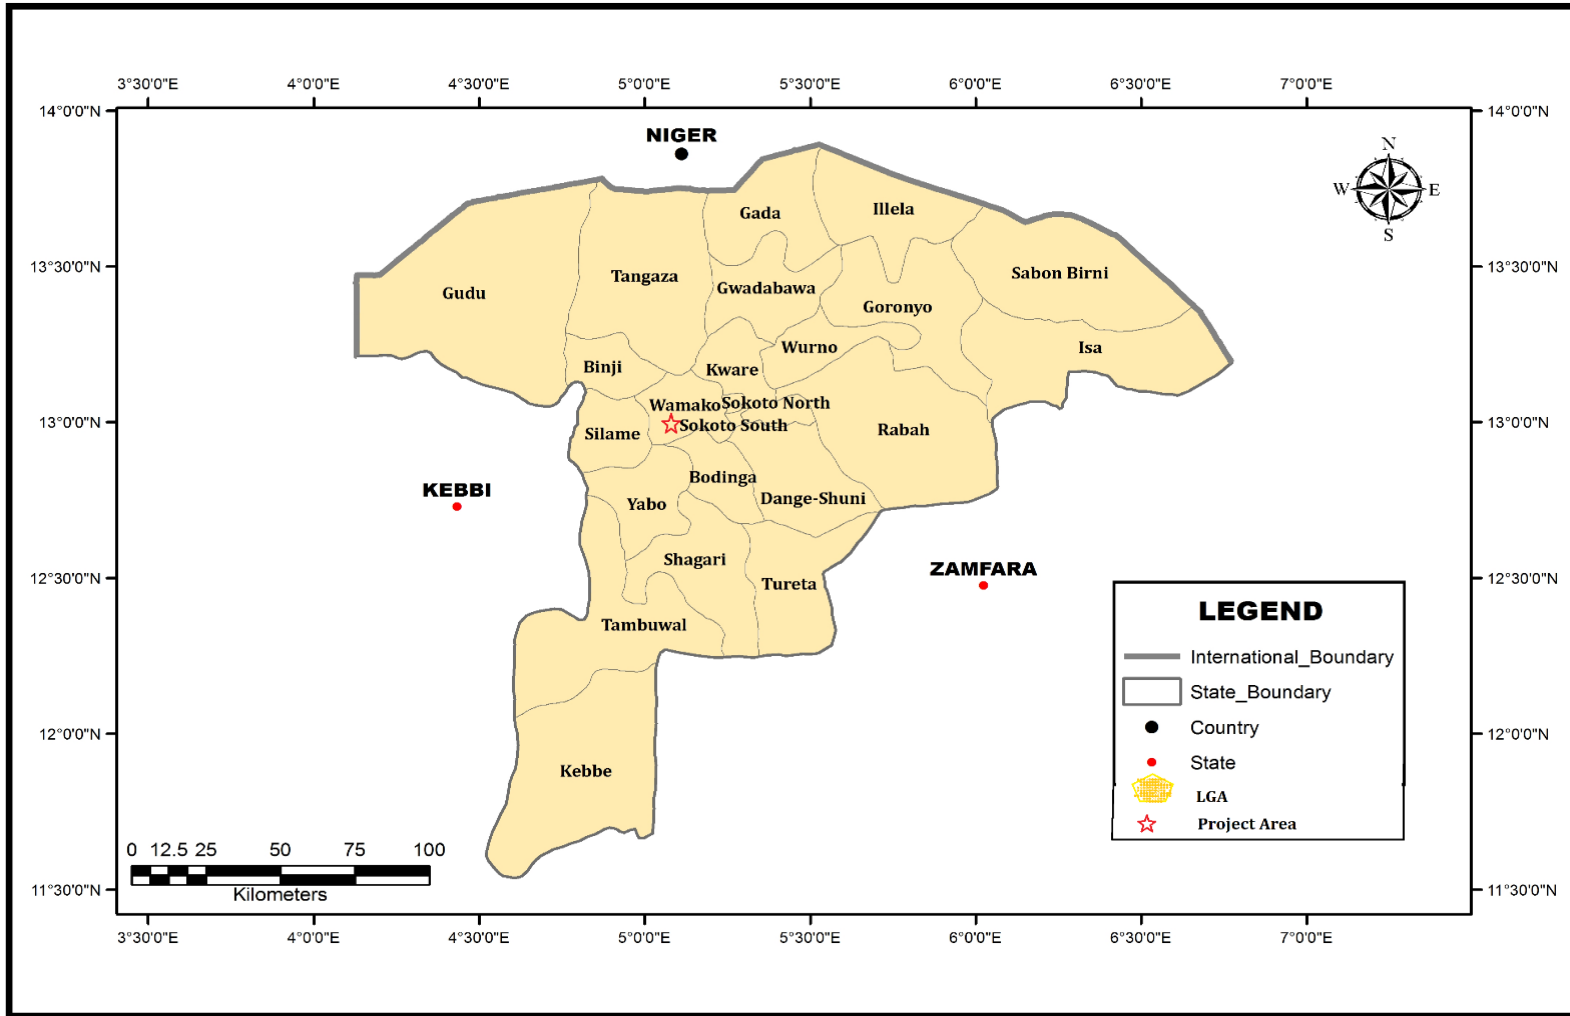 3°30'0"E 4°0'0"E 4°30'0"E 5°0'0"E 5°30'0"E 6°0'0"E 6°30'0"E 7°0'0"E
14°0'0"N 14°0'0"N
NIGER
N
W E
S
Gada
Illela
13°30'0"N 13°30'0"N
Sabon Birni
Tangaza
Gwadabawa
Gudu
Goronyo
Wurno
Isa
Binji
Kware
Wamako
Sokoto North
13°0'0"N 13°0'0"N
Sokoto South
Silame
Rabah
Bodinga
KEBBI
Dange-Shuni
Yabo
Shagari
ZAMFARA
12°30'0"N 12°30'0"N
Tureta
Tambuwal
LEGEND
International_Boundary
State_Boundary
Country
State
LGA
Project Area
12°0'0"N 12°0'0"N
Kebbe
0 12.5 25 50 75 100
Kilometers
11°30'0"N 11°30'0"N
3°30'0"E 4°0'0"E 4°30'0"E 5°0'0"E 5°30'0"E 6°0'0"E 6°30'0"E 7°0'0"E